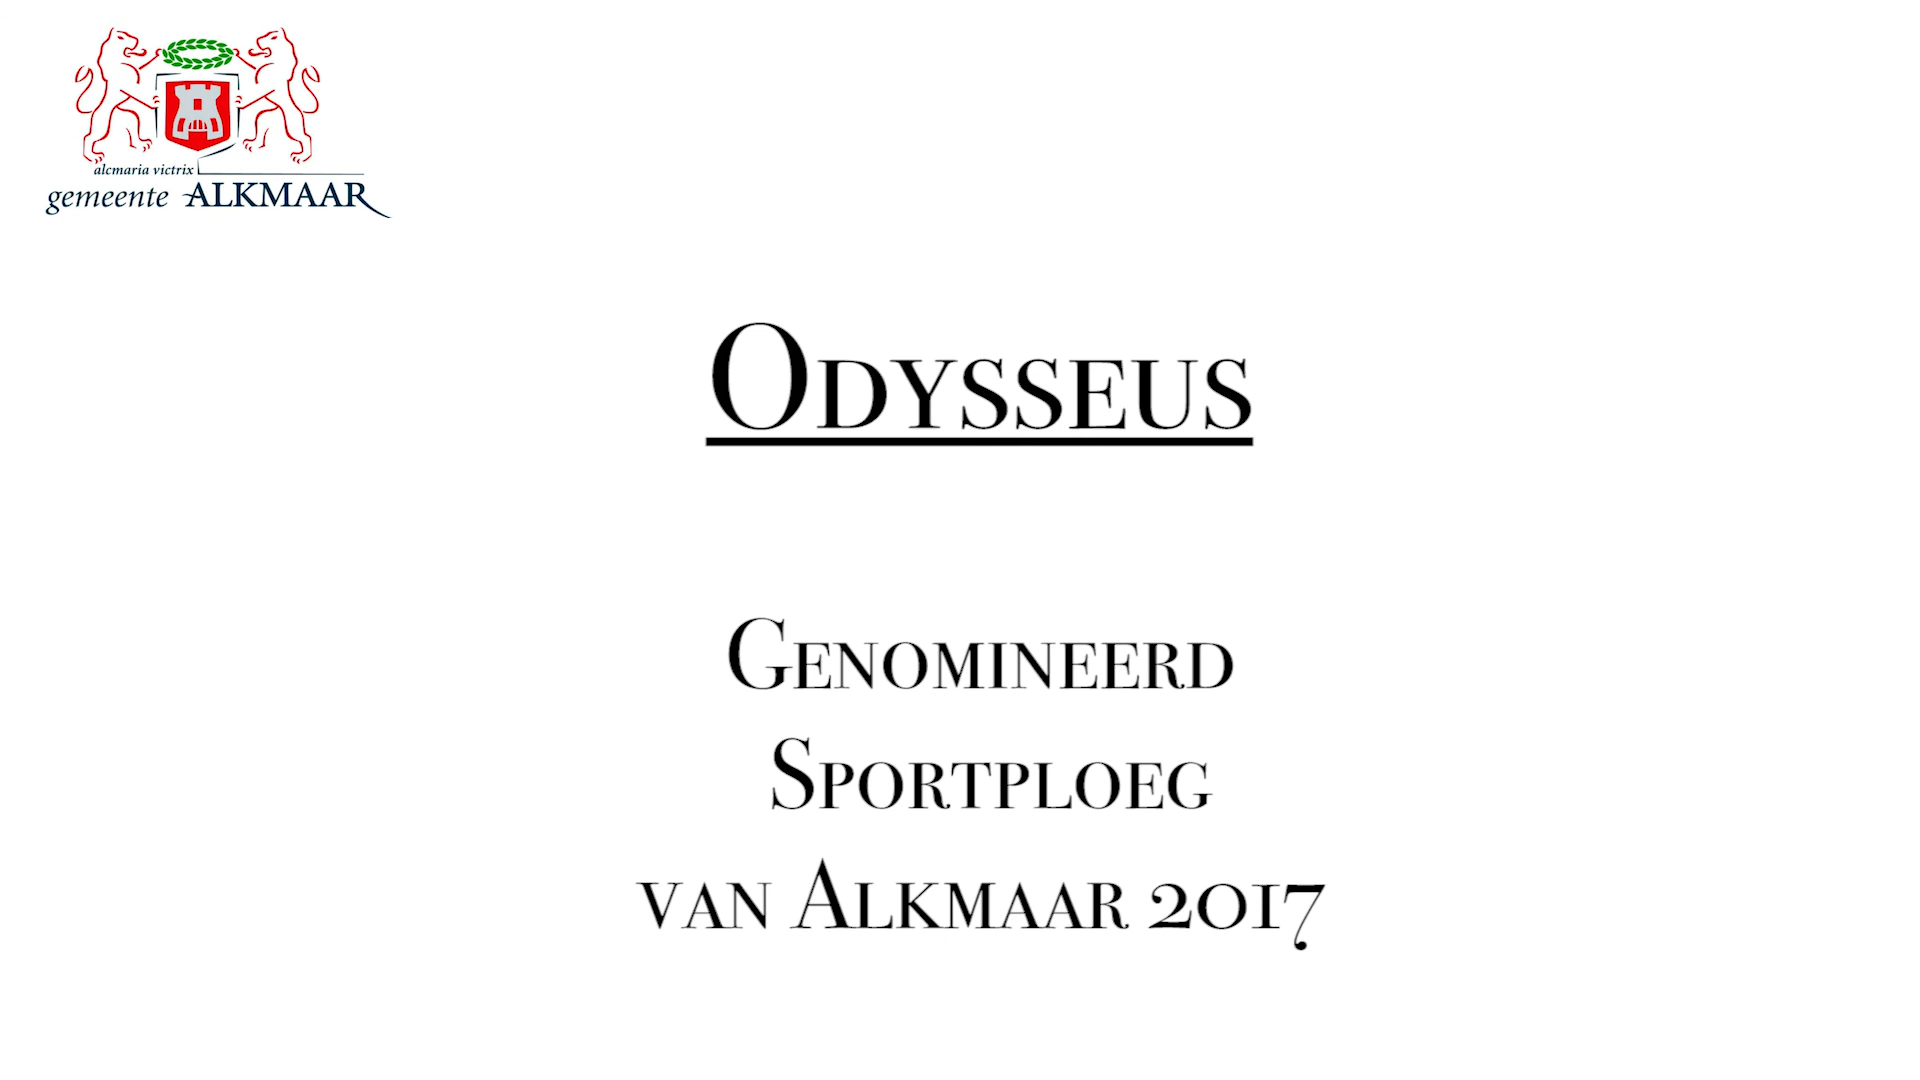 alcmaria victrix
gemeente ALKMAAR
Odysseus
Genomineerd
Sportploeg
van Alkmaar 2017